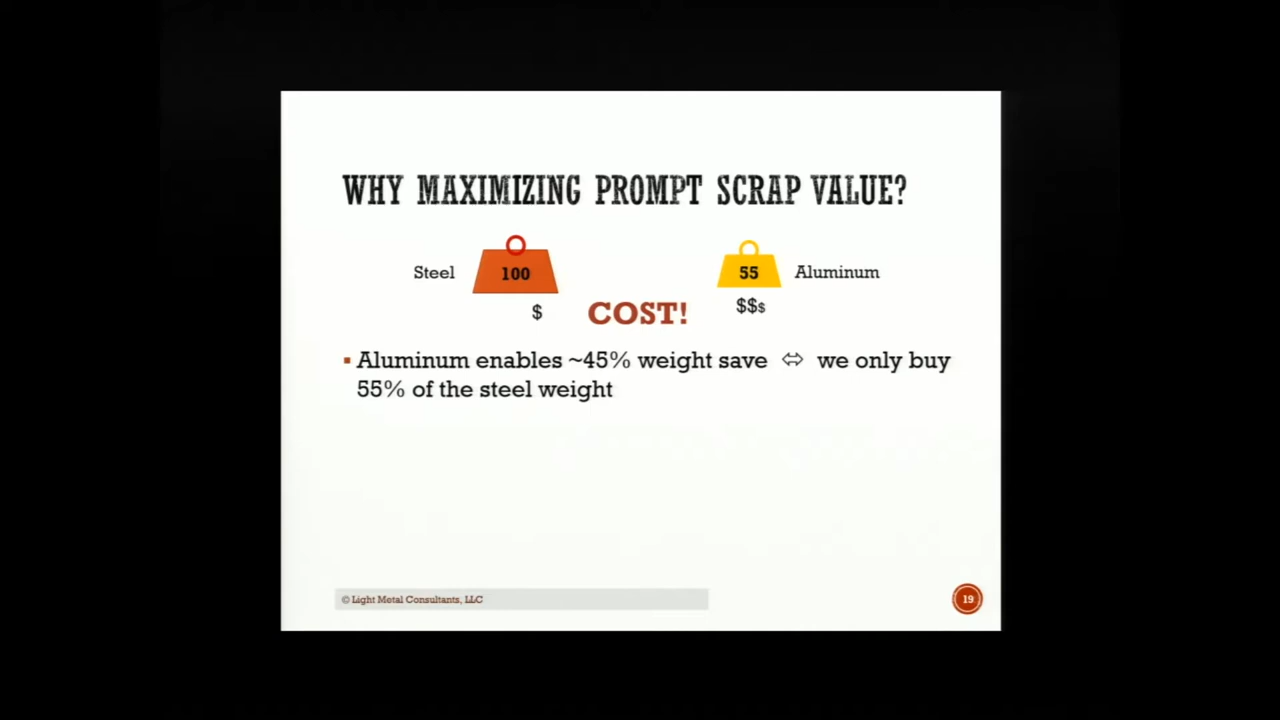 WHY MAXIMIZING PROMPT SCRAP VALUE?
Steel 100 55 Aluminum
$ COST! $$$
▪ Aluminum enables ~45% weight save ⬄ we only buy
55% of the steel weight
© Light Metal Consultants, LLC 19